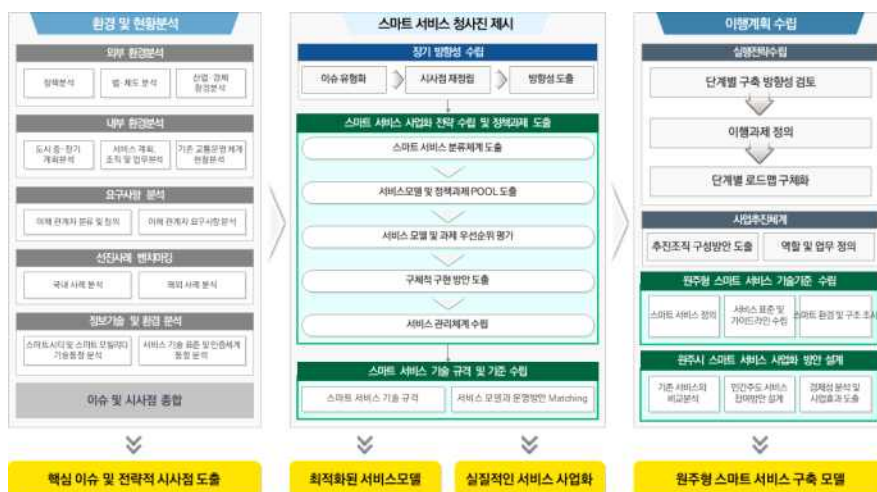 환경 및 현황분석
외부 환경분석
정책분석
법·제도 분석
산업·경제
환경분석
내부 환경분석
도시 중·장기
계획분석
서비스 계획,
조직 및 업무분석
기존 교통운영 체계
현황분석
요구사항 분석
이해 관계자 분류 및 정의
이해 관계자 요구사항 분석
선진사례 벤치마킹
국내 사례 분석
해외 사례 분석
정보기술 및 환경 분석
스마트시티 및 스마트 모빌리티
기술동향 분석
서비스 기술 표준 및 인증체계
동향 분석
이슈 및 시사점 종합
핵심 이슈 및 전략적 시사점 도출
스마트 서비스 청사진 제시
장기 방향성 수립
이슈 유형화
시사점 재정립
방향성 도출
스마트 서비스 사업화 전략 수립 및 정책과제 도출
스마트 서비스 분류체계 도출
서비스모델 및 정책과제 POOL 도출
서비스 모델 및 과제 우선순위 평가
구체적 구현 방안 도출
서비스 관리체계 수립
스마트 서비스 기술 규격 및 기준 수립
스마트 서비스 기술 규격
서비스 모델과 운영방안 Matching
최적화된 서비스모델
실질적인 서비스 사업화
이행계획 수립
실행전략수립
단계별 구축 방향성 검토
이행과제 정의
단계별 로드맵 구체화
사업추진체계
추진조직 구성방안 도출
역할 및 업무 정의
원주형 스마트 서비스 기술기준 수립
스마트 서비스 정의
서비스 표준 및
가이드라인 수립
스마트 환경 및 구조 조사
원주시 스마트 서비스 사업화 방안 설계
기존 서비스와
비교분석
민간주도 서비스
참여방안 설계
경제성 분석 및
사업효과 도출
원주형 스마트 서비스 구축 모델